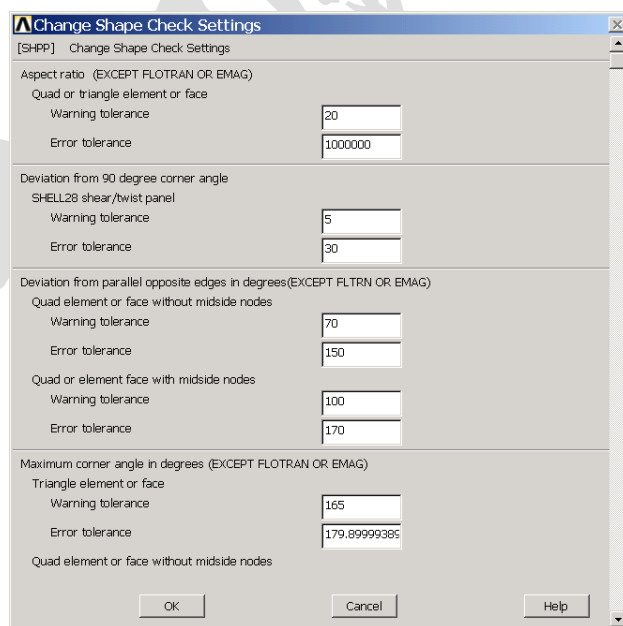 Change Shape Check Settings
[SHPP] Change Shape Check Settings
Aspect ratio (EXCEPT FLOTRAN OR EMAG)
Quad or triangle element or face
Warning tolerance 20
Error tolerance 1000000
Deviation from 90 degree corner angle
SHELL28 shear/twist panel
Warning tolerance 5
Error tolerance 30
Deviation from parallel opposite edges in degrees(EXCEPT FLTRN OR EMAG)
Quad element or face without midside nodes
Warning tolerance 70
Error tolerance 150
Quad or element face with midside nodes
Warning tolerance 100
Error tolerance 170
Maximum corner angle in degrees (EXCEPT FLOTRAN OR EMAG)
Triangle element or face
Warning tolerance 165
Error tolerance 179.89999389
Quad element or face without midside nodes
OK Cancel Help